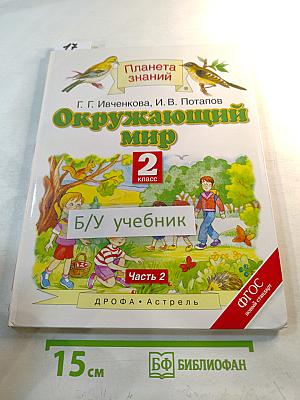 17
Планета
знаний
Г. Г. Ивченкова, И. В. Потапов
Окружающий
мир
2
класс
Б/У учебник
Часть 2
ФГОС
новый стандарт
ДРОФА • Астрель
15 см
БФ БИБЛИОФАН